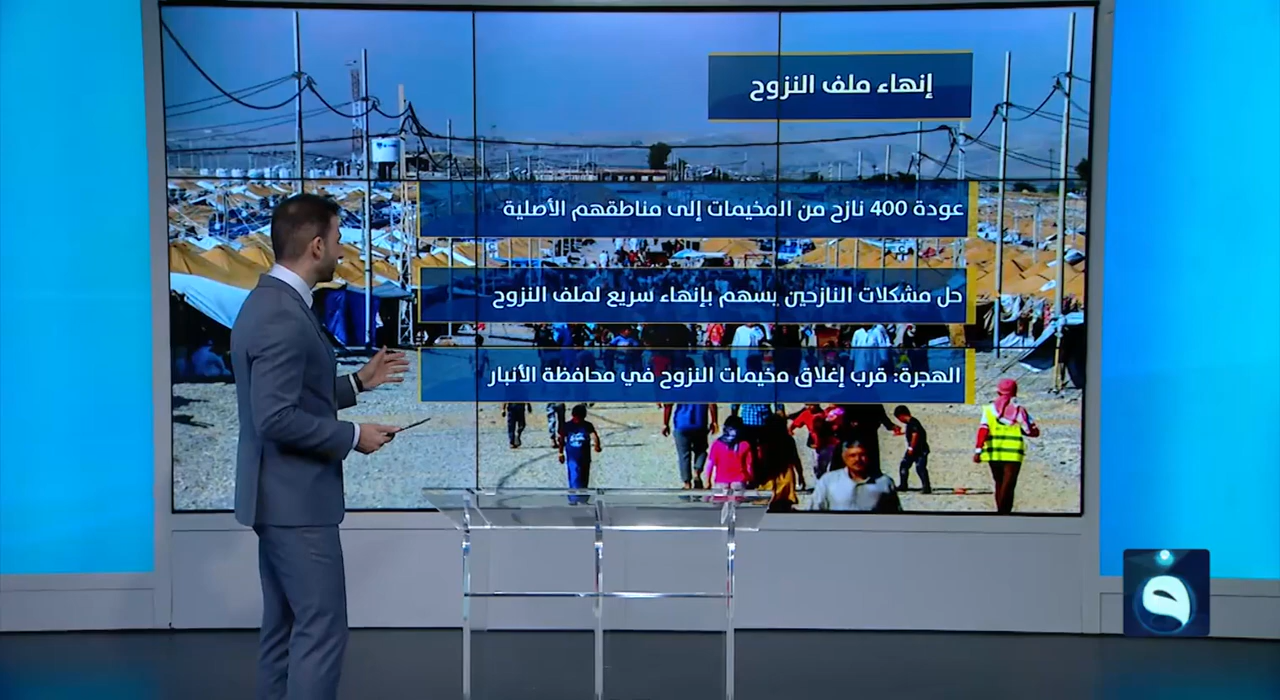 إنهاء ملف النزوح
عودة 400 نازح من المخيمات إلى مناطقهم الأصلية
حل مشكلات النازحين يسهم بإنهاء سريع لملف النزوح
الهجرة: قرب إغلاق مخيمات النزوح في محافظة الأنبار